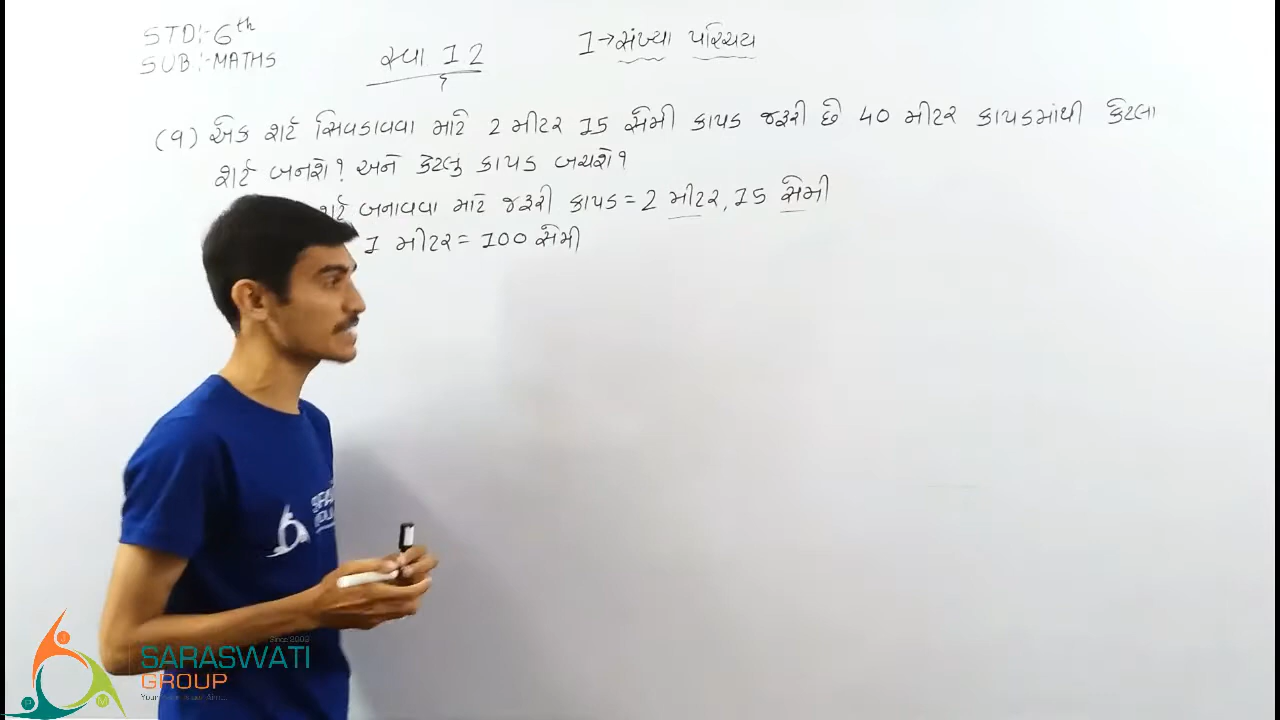 STD:- 6th
SUB:- MATHS
સ્વા 12
1→સંખ્યા પરિચય
(9) એક શર્ટ સિવડાવવા માટે 2 મીટર 15 સેમી કાપડ જરૂરી છે 40 મીટર કાપડમાંથી કેટલા
શર્ટ બનશે? અને કેટલુ કાપડ બચશે?
શર્ટ બનાવવા માટે જરૂરી કાપડ = 2 મીટર, 15 સેમી
1 મીટર = 100 સેમી
Since 2009
SARASWATI
GROUP